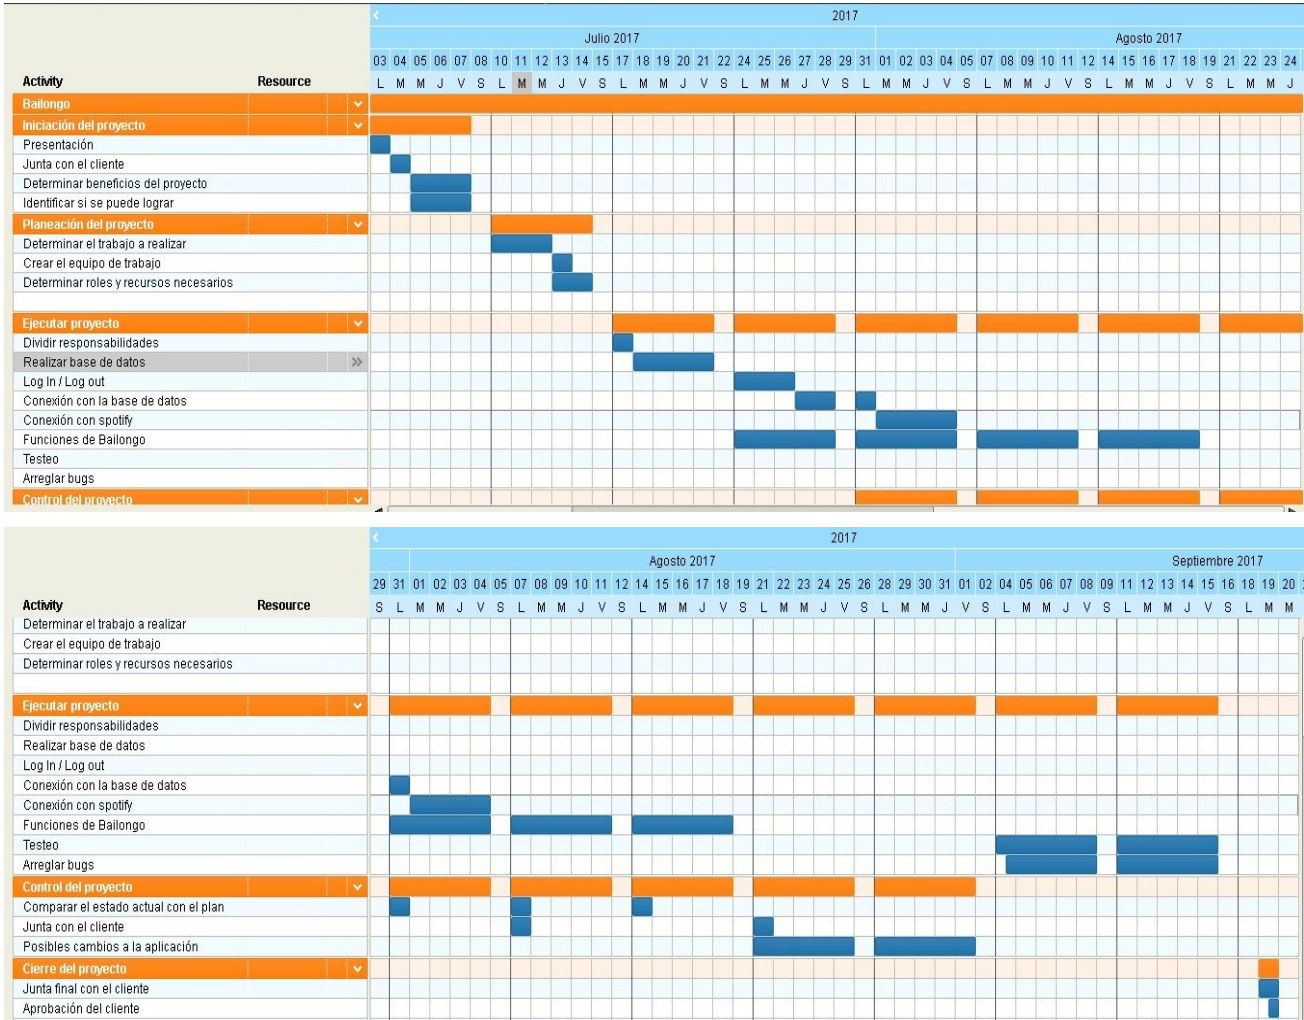 2017
Julio 2017 Agosto 2017
03 04 05 06 07 08 10 11 12 13 14 15 17 18 19 20 21 22 24 25 26 27 28 29 31 01 02 03 04 05 07 08 09 10 11 12 14 15 16 17 18 19 21 22 23 24
Activity Resource L M M J V S L M M J V S L M M J V S L M M J V S L M M J V S L M M J V S L M M J V S L M M J
Bailongo
Iniciación del proyecto
Presentación
Junta con el cliente
Determinar beneficios del proyecto
Identificar si se puede lograr
Planeación del proyecto
Determinar el trabajo a realizar
Crear el equipo de trabajo
Determinar roles y recursos necesarios
Ejecutar proyecto
Dividir responsabilidades
Realizar base de datos
Log In / Log out
Conexión con la base de datos
Conexión con spotify
Funciones de Bailongo
Testeo
Arreglar bugs
Control del proyecto
2017
Agosto 2017 Septiembre 2017
29 31 01 02 03 04 05 07 08 09 10 11 12 14 15 16 17 18 19 21 22 23 24 25 26 28 29 30 31 01 02 04 05 06 07 08 09 11 12 13 14 15 16 18 19 20
Activity Resource S L M M J V S L M M J V S L M M J V S L M M J V S L M M J V S L M M J V S L M M J V S L M M
Determinar el trabajo a realizar
Crear el equipo de trabajo
Determinar roles y recursos necesarios
Ejecutar proyecto
Dividir responsabilidades
Realizar base de datos
Log In / Log out
Conexión con la base de datos
Conexión con spotify
Funciones de Bailongo
Testeo
Arreglar bugs
Control del proyecto
Comparar el estado actual con el plan
Junta con el cliente
Posibles cambios a la aplicación
Cierre del proyecto
Junta final con el cliente
Aprobación del cliente